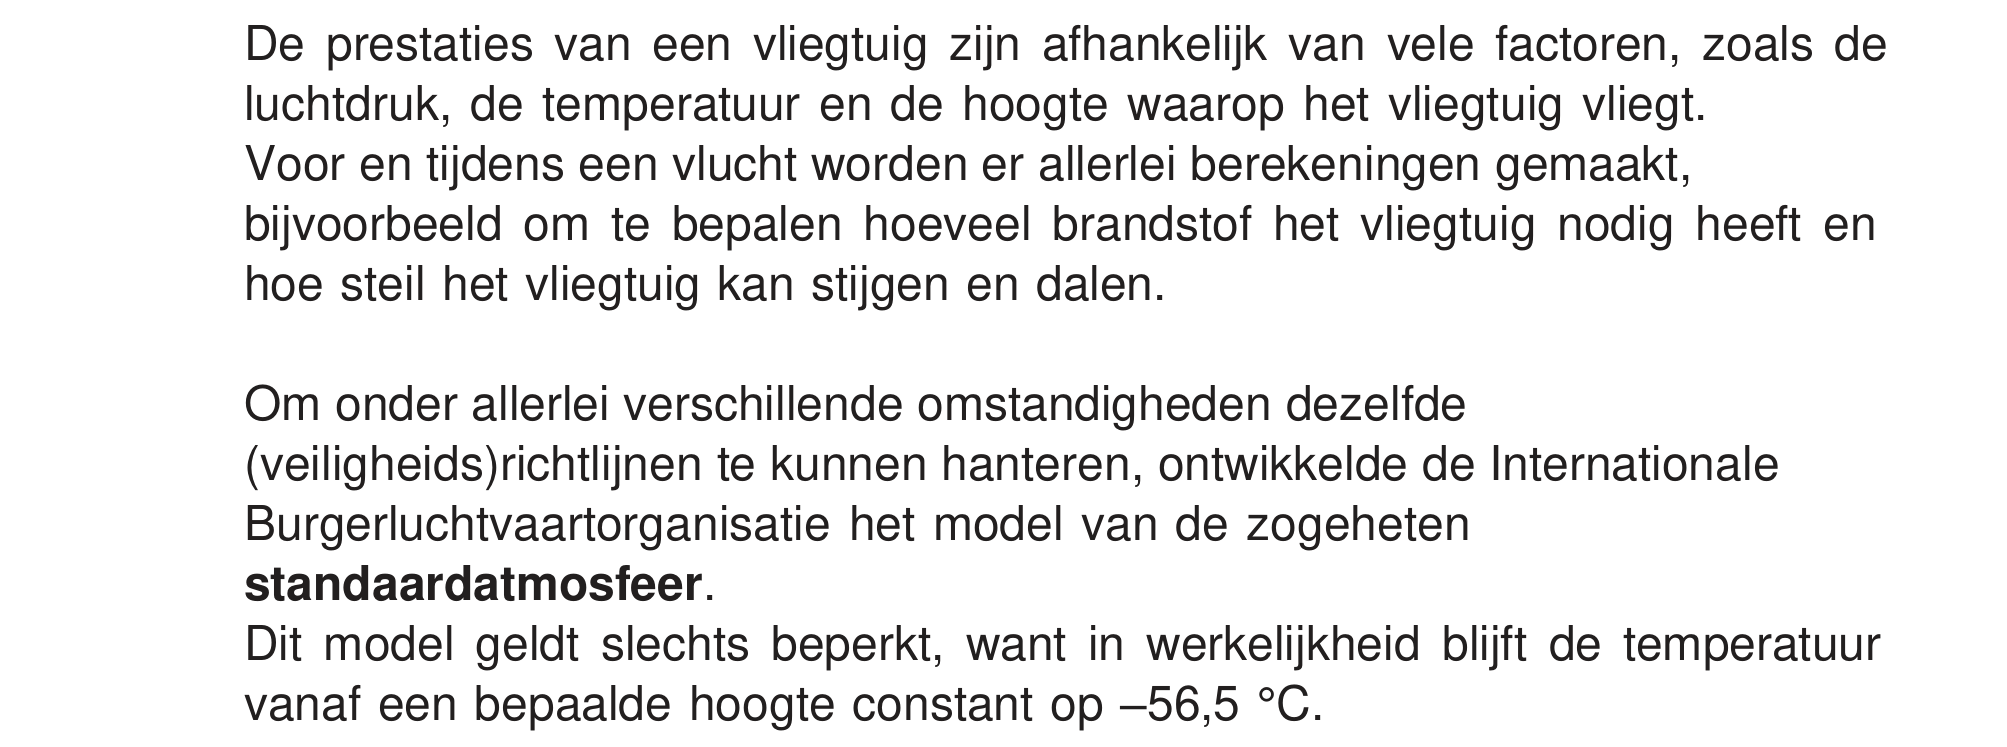 De prestaties van een vliegtuig zijn afhankelijk van vele factoren, zoals de
luchtdruk, de temperatuur en de hoogte waarop het vliegtuig vliegt.
Voor en tijdens een vlucht worden er allerlei berekeningen gemaakt,
bijvoorbeeld om te bepalen hoeveel brandstof het vliegtuig nodig heeft en
hoe steil het vliegtuig kan stijgen en dalen.
Om onder allerlei verschillende omstandigheden dezelfde
(veiligheids)richtlijnen te kunnen hanteren, ontwikkelde de Internationale
Burgerluchtvaartorganisatie het model van de zogeheten
standaardatmosfeer.
Dit model geldt slechts beperkt, want in werkelijkheid blijft de temperatuur
vanaf een bepaalde hoogte constant op –56,5 °C.